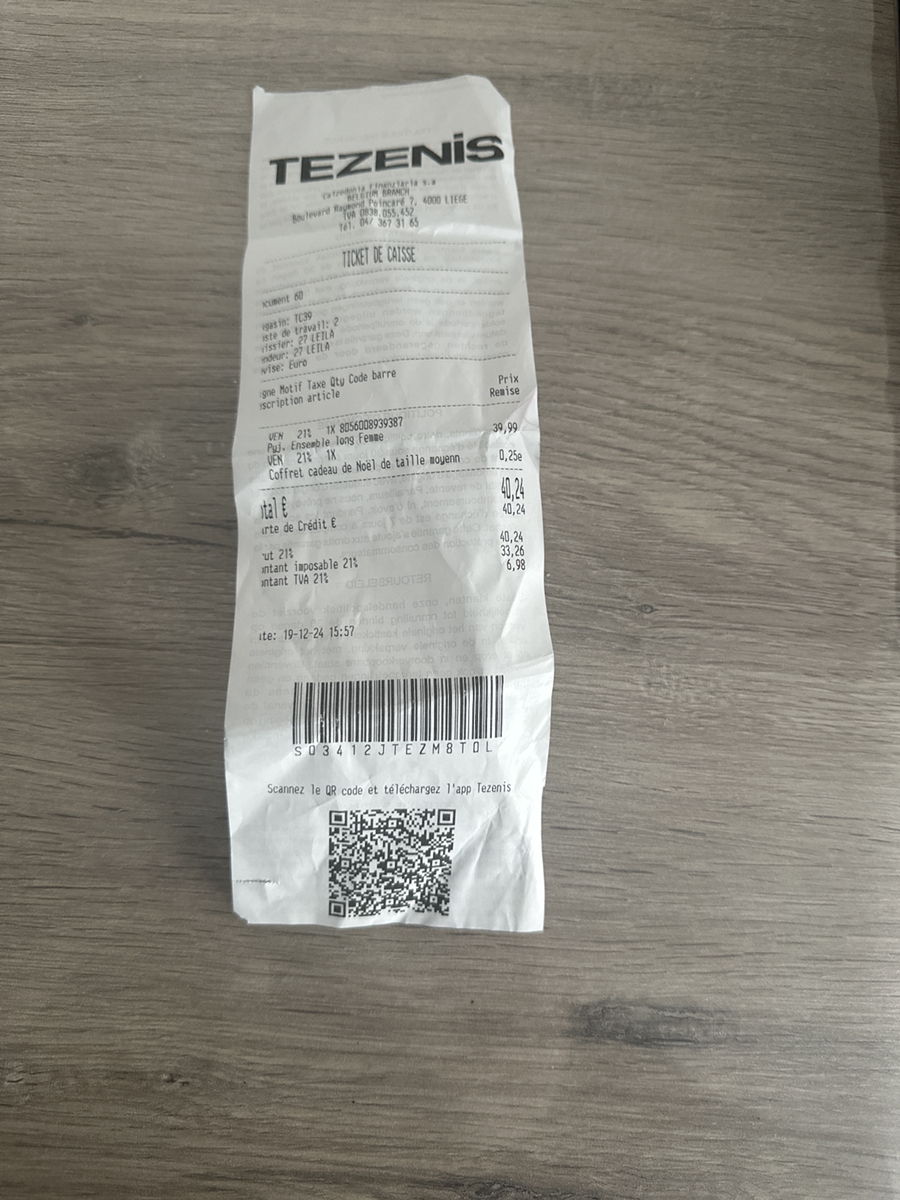 TEZENIS
Calzedonia Finanziaria s.a
BELGIUM BRANCH
Boulevard Raymond Poincaré 7, 4000 LIEGE
TVA 0838.055.452
Tél. 04/ 367 31 65
TICKET DE CAISSE
cument 60
gasin: TC39
ste de travail: 2
issier: 27 LEILA
ndeur: 27 LEILA
vise: Euro
gne Motif Taxe Qty Code barre Prix
scription article Remise
VEN 21% 1X 8056008939387 39,99
Pyj. Ensemble long Femme
VEN 21% 1X 0,25e
Coffret cadeau de Noël de taille moyenn
tal € 40,24
rte de Crédit € 40,24
ut 21% 40,24
ntant imposable 21% 33,26
ntant TVA 21% 6,98
te: 19-12-24 15:57
S03412JTEZM8TOL
Scannez le QR code et téléchargez l'app Tezenis